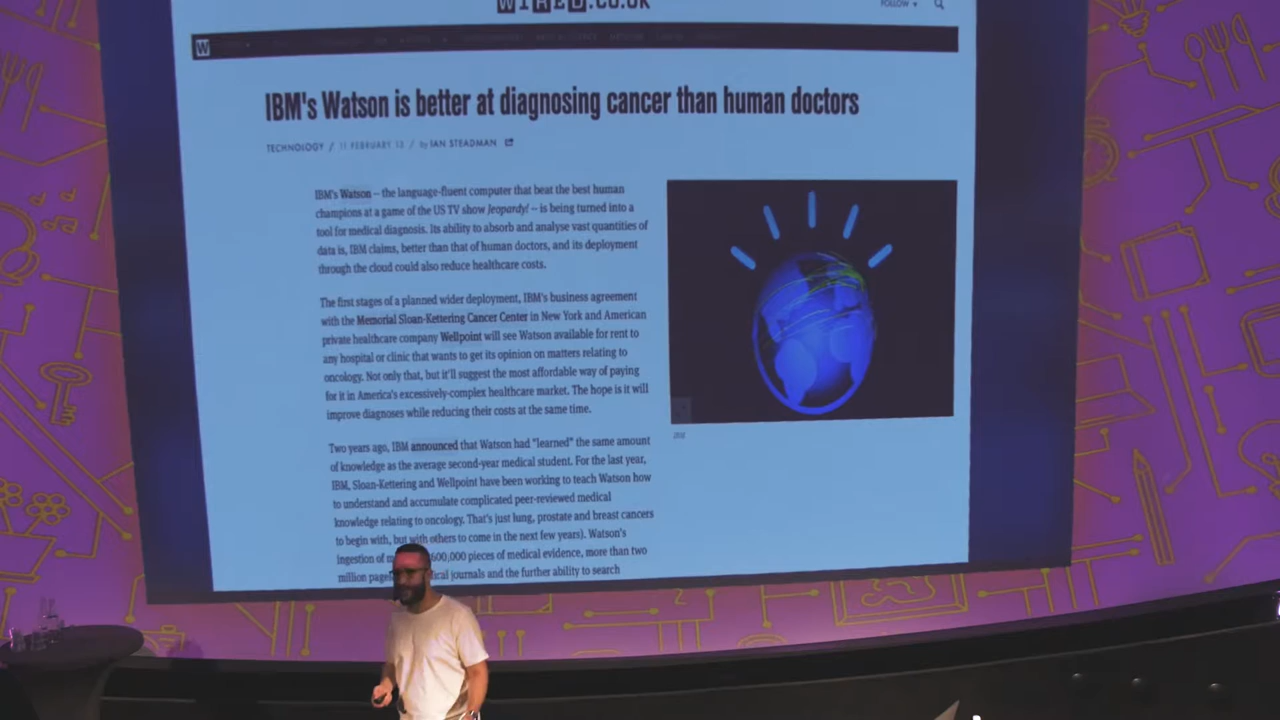 WIRED.CO.UK
FOLLOW
W
IBM's Watson is better at diagnosing cancer than human doctors
TECHNOLOGY / 11 FEBRUARY 13 / by IAN STEADMAN
IBM's Watson – the language-fluent computer that beat the best human
champions at a game of the US TV show Jeopardy! – is being turned into a
tool for medical diagnosis. Its ability to absorb and analyse vast quantities of
data is, IBM claims, better than that of human doctors, and its deployment
through the cloud could also reduce healthcare costs.
The first stages of a planned wider deployment, IBM's business agreement
with the Memorial Sloan-Kettering Cancer Center in New York and American
private healthcare company Wellpoint will see Watson available for rent to
any hospital or clinic that wants to get its opinion on matters relating to
oncology. Not only that, but it'll suggest the most affordable way of paying
for it in America's excessively-complex healthcare market. The hope is it will
improve diagnoses while reducing their costs at the same time.
Two years ago, IBM announced that Watson had "learned" the same amount
of knowledge as the average second-year medical student. For the last year,
IBM, Sloan-Kettering and Wellpoint have been working to teach Watson how
to understand and accumulate complicated peer-reviewed medical
knowledge relating to oncology. That's just lung, prostate and breast cancers
to begin with, but with others to come in the next few years). Watson's
ingestion of 600,000 pieces of medical evidence, more than two
million journals and the further ability to search